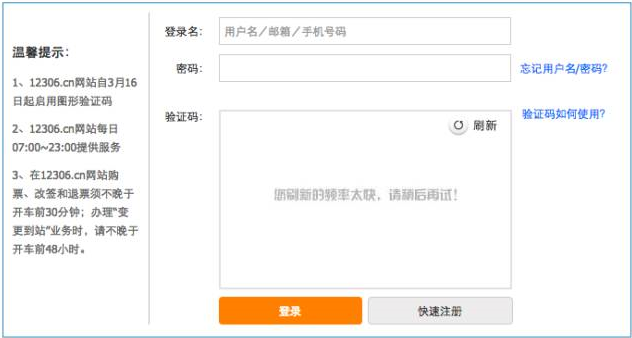 温馨提示：
1、12306.cn网站自3月16
日起启用图形验证码
2、12306.cn网站每日
07:00~23:00提供服务
3、在12306.cn网站购
票、改签和退票须不晚于
开车前30分钟；办理“变
更到站”业务时，请不晚于
开车前48小时。
登录名：
用户名／邮箱／手机号码
密码：
忘记用户名/密码?
验证码：
刷新
验证码如何使用?
您刷新的频率太快，请稍后再试！
登录
快速注册